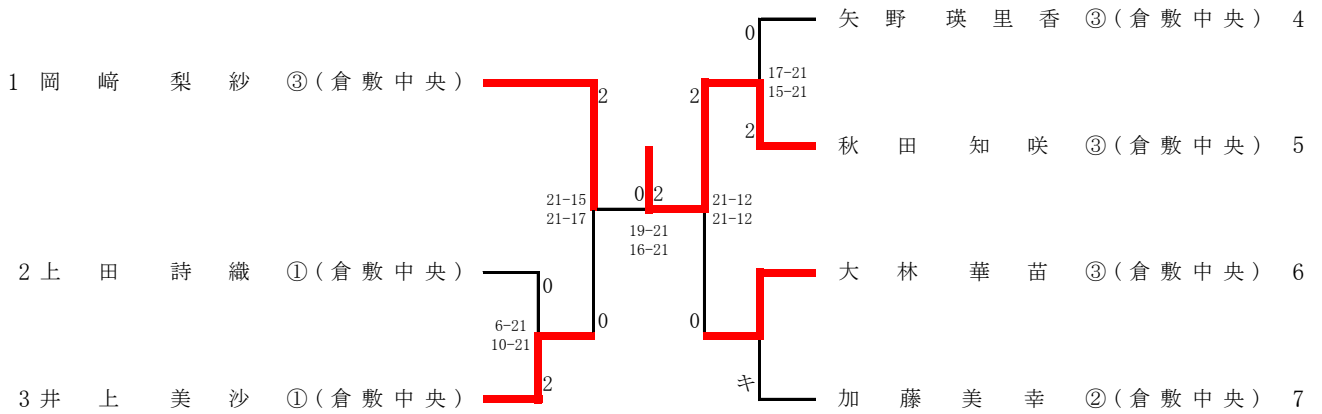 矢野 瑛里香 ③(倉敷中央) 4
0
1 岡﨑 梨紗 ③(倉敷中央)
17-21
15-21
2
2
2
秋田 知咲 ③(倉敷中央) 5
21-15
21-17
0 2
21-12
21-12
19-21
16-21
2 上田 詩織 ①(倉敷中央)
大林 華苗 ③(倉敷中央) 6
0
6-21
10-21
0
0
2
キ
3 井上 美沙 ①(倉敷中央)
加藤 美幸 ②(倉敷中央) 7